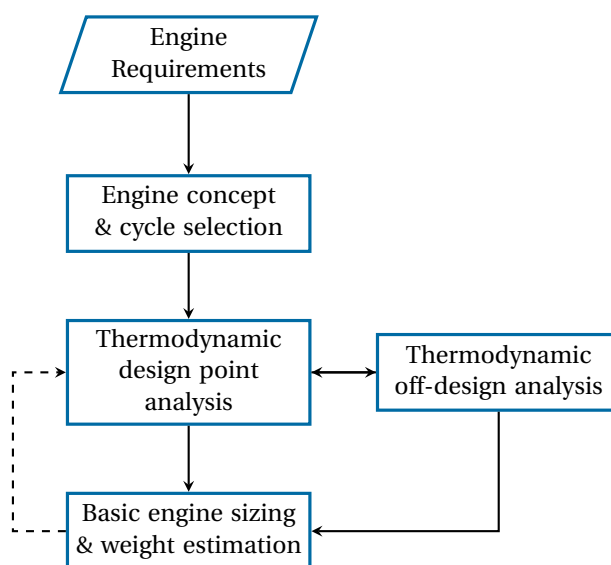 Engine
Requirements
Engine concept
& cycle selection
Thermodynamic
design point
analysis
Thermodynamic
off-design analysis
Basic engine sizing
& weight estimation